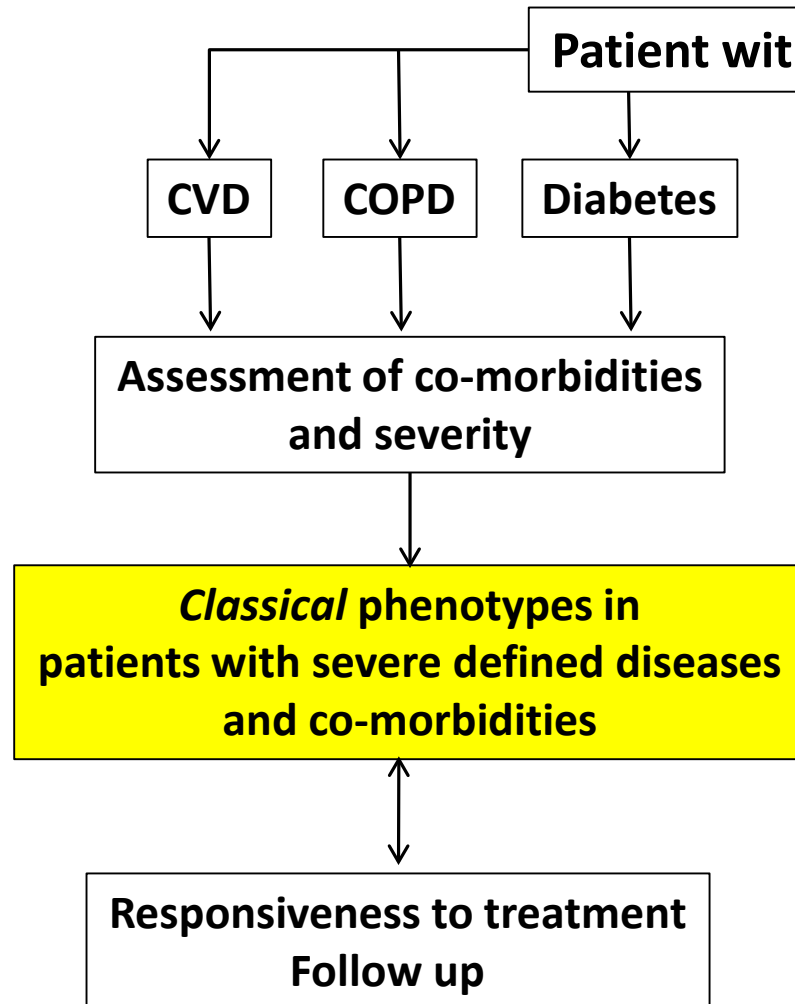 Patient wit
CVD
COPD
Diabetes
Assessment of co-morbidities
and severity
Classical phenotypes in
patients with severe defined diseases
and co-morbidities
Responsiveness to treatment
Follow up